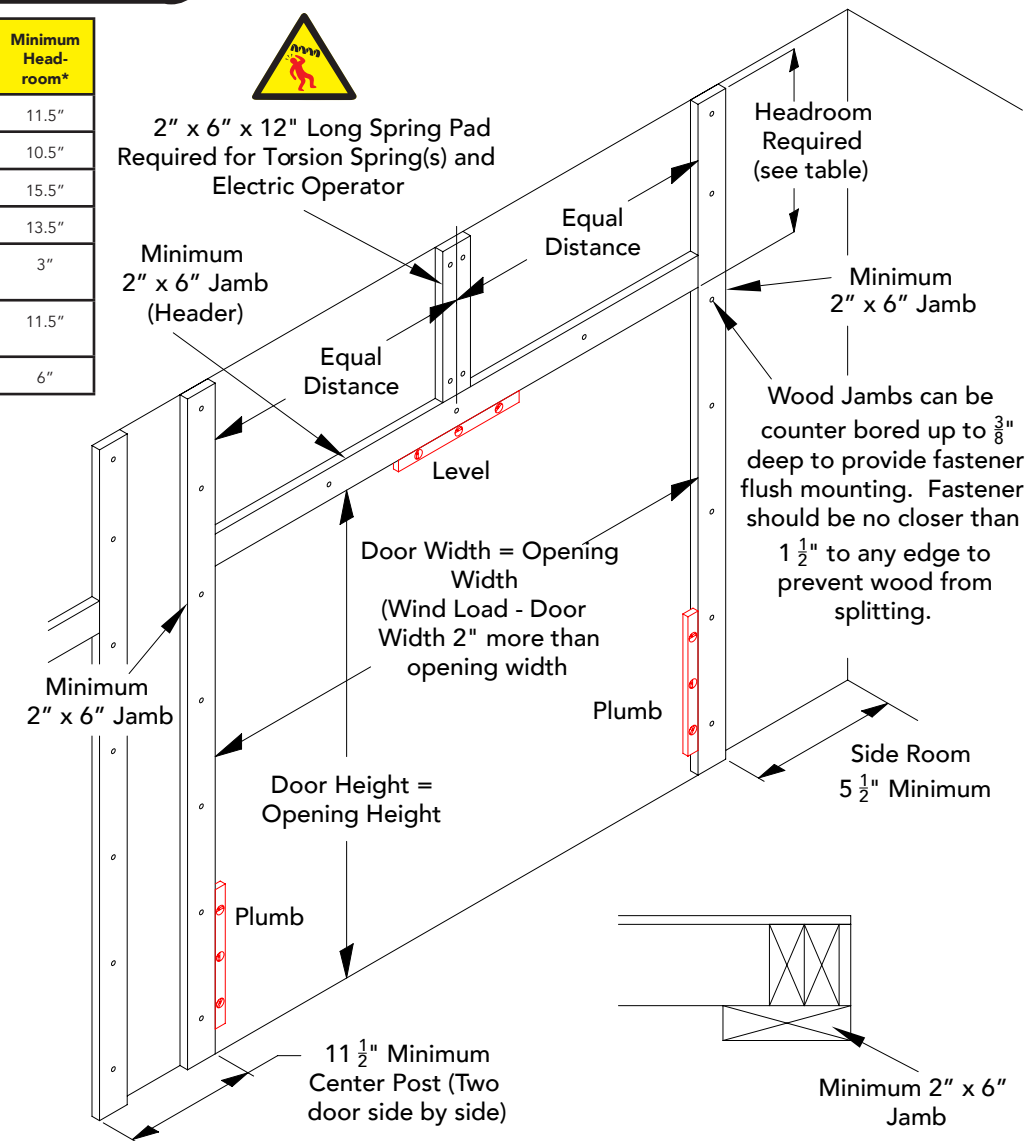 Minimum
Head-
room*
11.5"
10.5"
15.5"
13.5"
3"
11.5"
6"
2" x 6" x 12" Long Spring Pad
Required for Torsion Spring(s) and
Electric Operator
Headroom
Required
(see table)
Equal
Distance
Minimum
2" x 6" Jamb
(Header)
Minimum
2" x 6" Jamb
Equal
Distance
Wood Jambs can be
counter bored up to 3/8"
deep to provide fastener
flush mounting. Fastener
should be no closer than
1 1/2" to any edge to
prevent wood from
splitting.
Level
Door Width = Opening
Width
(Wind Load - Door
Width 2" more than
opening width
Minimum
2" x 6" Jamb
Plumb
Side Room
5 1/2" Minimum
Door Height =
Opening Height
Plumb
11 1/2" Minimum
Center Post (Two
door side by side)
Minimum 2" x 6"
Jamb